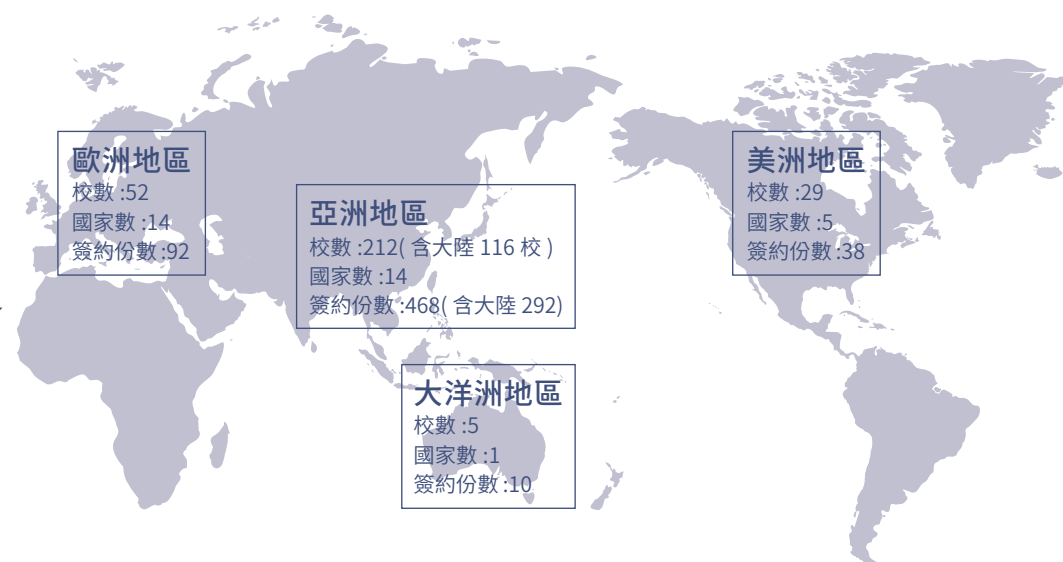 歐洲地區
校數 :52
國家數 :14
簽約份數 :92
亞洲地區
校數 :212( 含大陸 116 校 )
國家數 :14
簽約份數 :468( 含大陸 292)
大洋洲地區
校數 :5
國家數 :1
簽約份數 :10
美洲地區
校數 :29
國家數 :5
簽約份數 :38